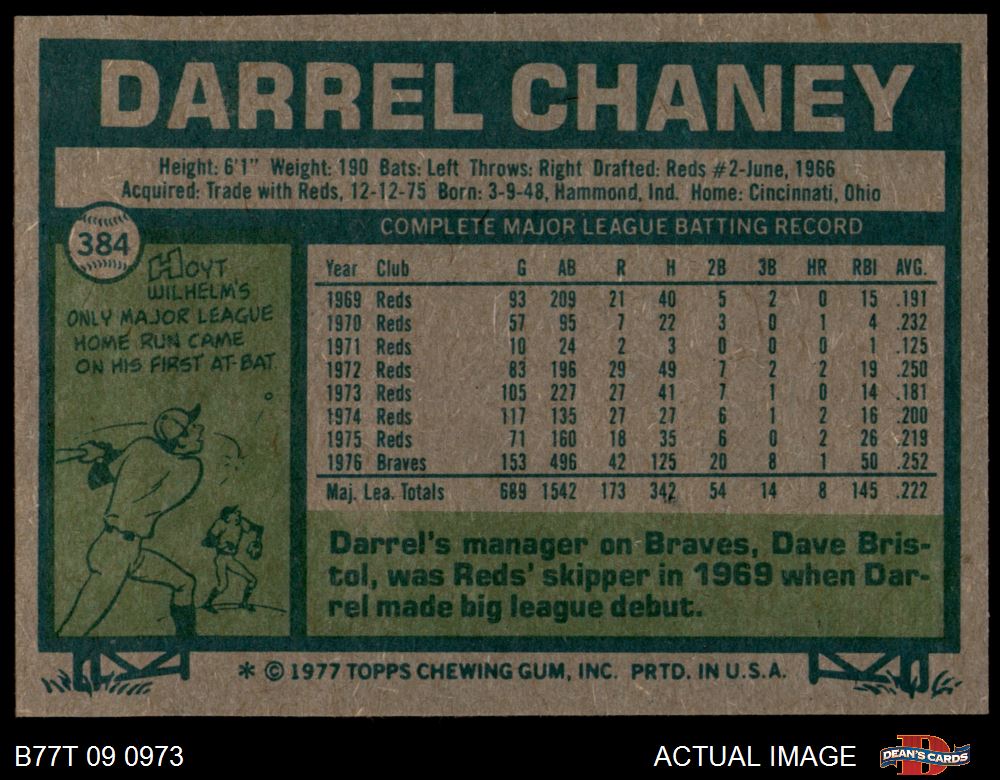 DARREL CHANEY
Height: 6'1" Weight: 190 Bats: Left Throws: Right Drafted: Reds #2-June, 1966
Acquired: Trade with Reds, 12-12-75 Born: 3-9-48, Hammond, Ind. Home: Cincinnati, Ohio
384
HOYT
WILHELM'S
ONLY MAJOR LEAGUE
HOME RUN CAME
ON HIS FIRST AT-BAT.
COMPLETE MAJOR LEAGUE BATTING RECORD
Year Club G AB R H 2B 3B HR RBI AVG.
1969 Reds 93 209 21 40 5 2 0 15 .191
1970 Reds 57 95 7 22 3 0 1 4 .232
1971 Reds 10 24 2 3 0 0 0 1 .125
1972 Reds 83 196 29 49 7 2 2 19 .250
1973 Reds 105 227 27 41 7 1 0 14 .181
1974 Reds 117 135 27 27 6 1 2 16 .200
1975 Reds 71 160 18 35 6 0 2 26 .219
1976 Braves 153 496 42 125 20 8 1 50 .252
Maj. Lea. Totals 689 1542 173 342 54 14 8 145 .222
Darrel's manager on Braves, Dave Bris-
tol, was Reds' skipper in 1969 when Dar-
rel made big league debut.
* © 1977 TOPPS CHEWING GUM, INC. PRTD. IN U.S.A.
B77T 09 0973
ACTUAL IMAGE
D
DEAN'S CARDS